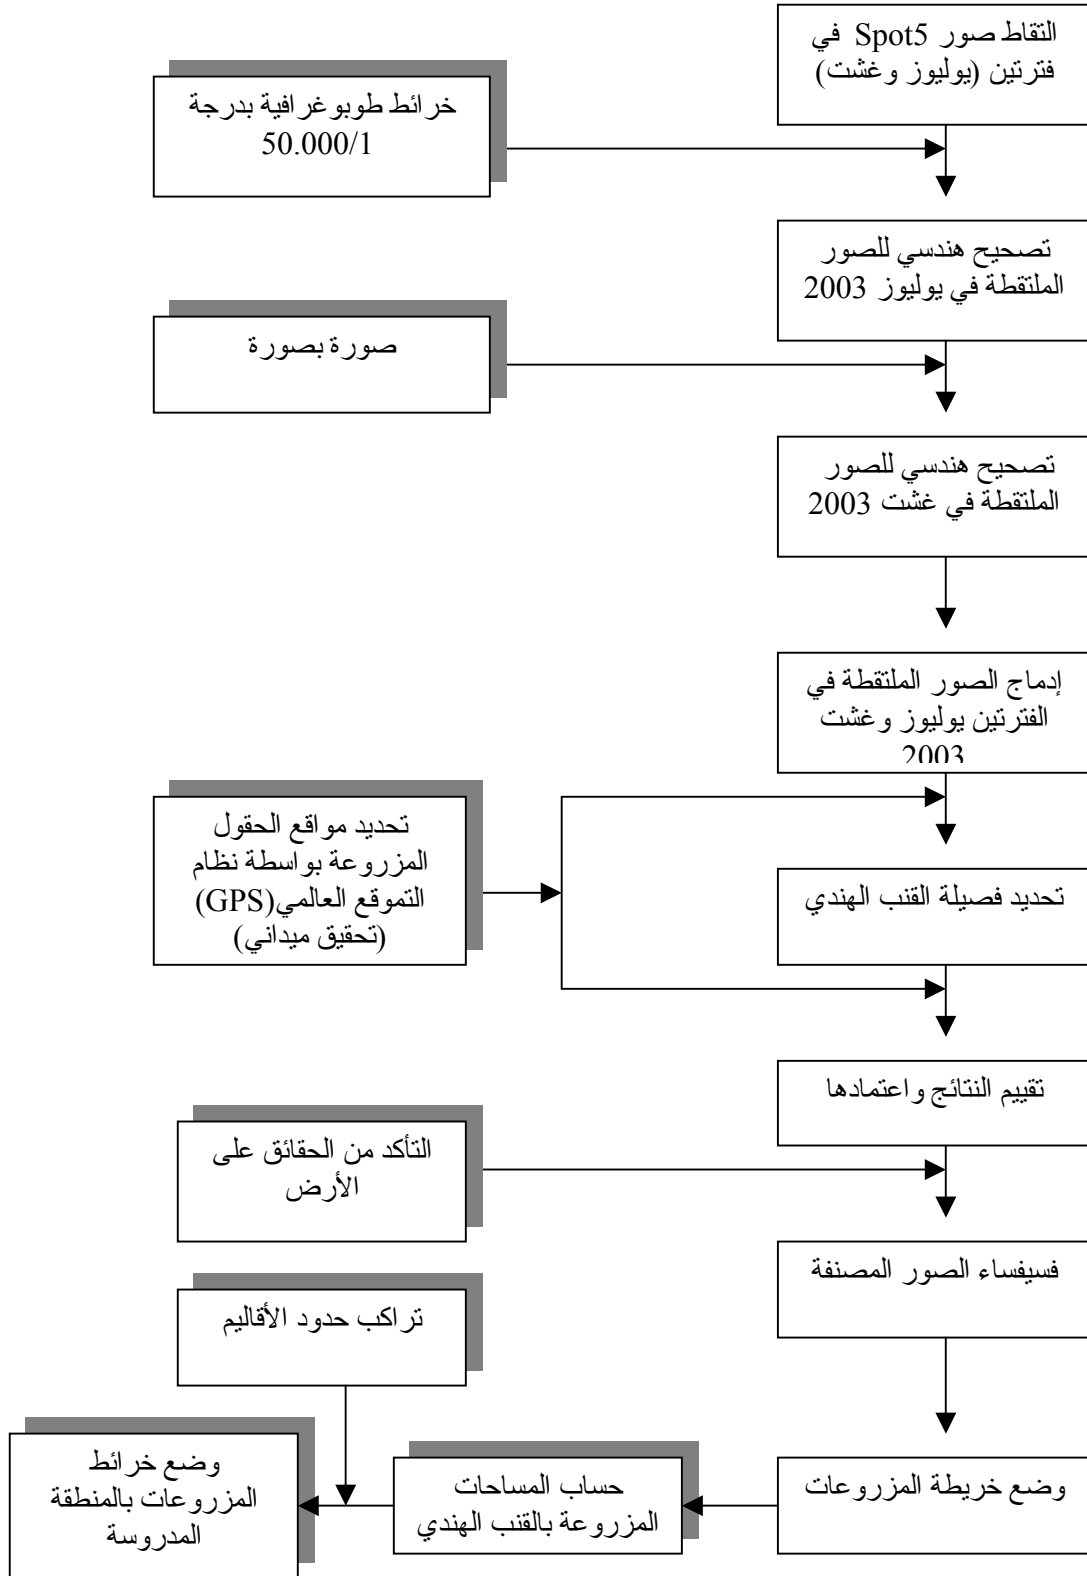 التقاط صور Spot5 في
فترتين (يوليوز وغشت)
خرائط طوبوغرافية بدرجة
50.000/1
تصحيح هندسي للصور
الملتقطة في يوليوز 2003
صورة بصورة
تصحيح هندسي للصور
الملتقطة في غشت 2003
إدماج الصور الملتقطة في
الفترتين يوليوز وغشت
2003
تحديد مواقع الحقول
المزروعة بواسطة نظام
التموقع العالمي(GPS)
(تحقيق ميداني)
تحديد فصيلة القنب الهندي
تقييم النتائج واعتمادها
التأكد من الحقائق على
الأرض
فسيفساء الصور المصنفة
تراكب حدود الأقاليم
وضع خريطة المزروعات
حساب المساحات
المزروعة بالقنب الهندي
وضع خرائط
المزروعات بالمنطقة
المدروسة